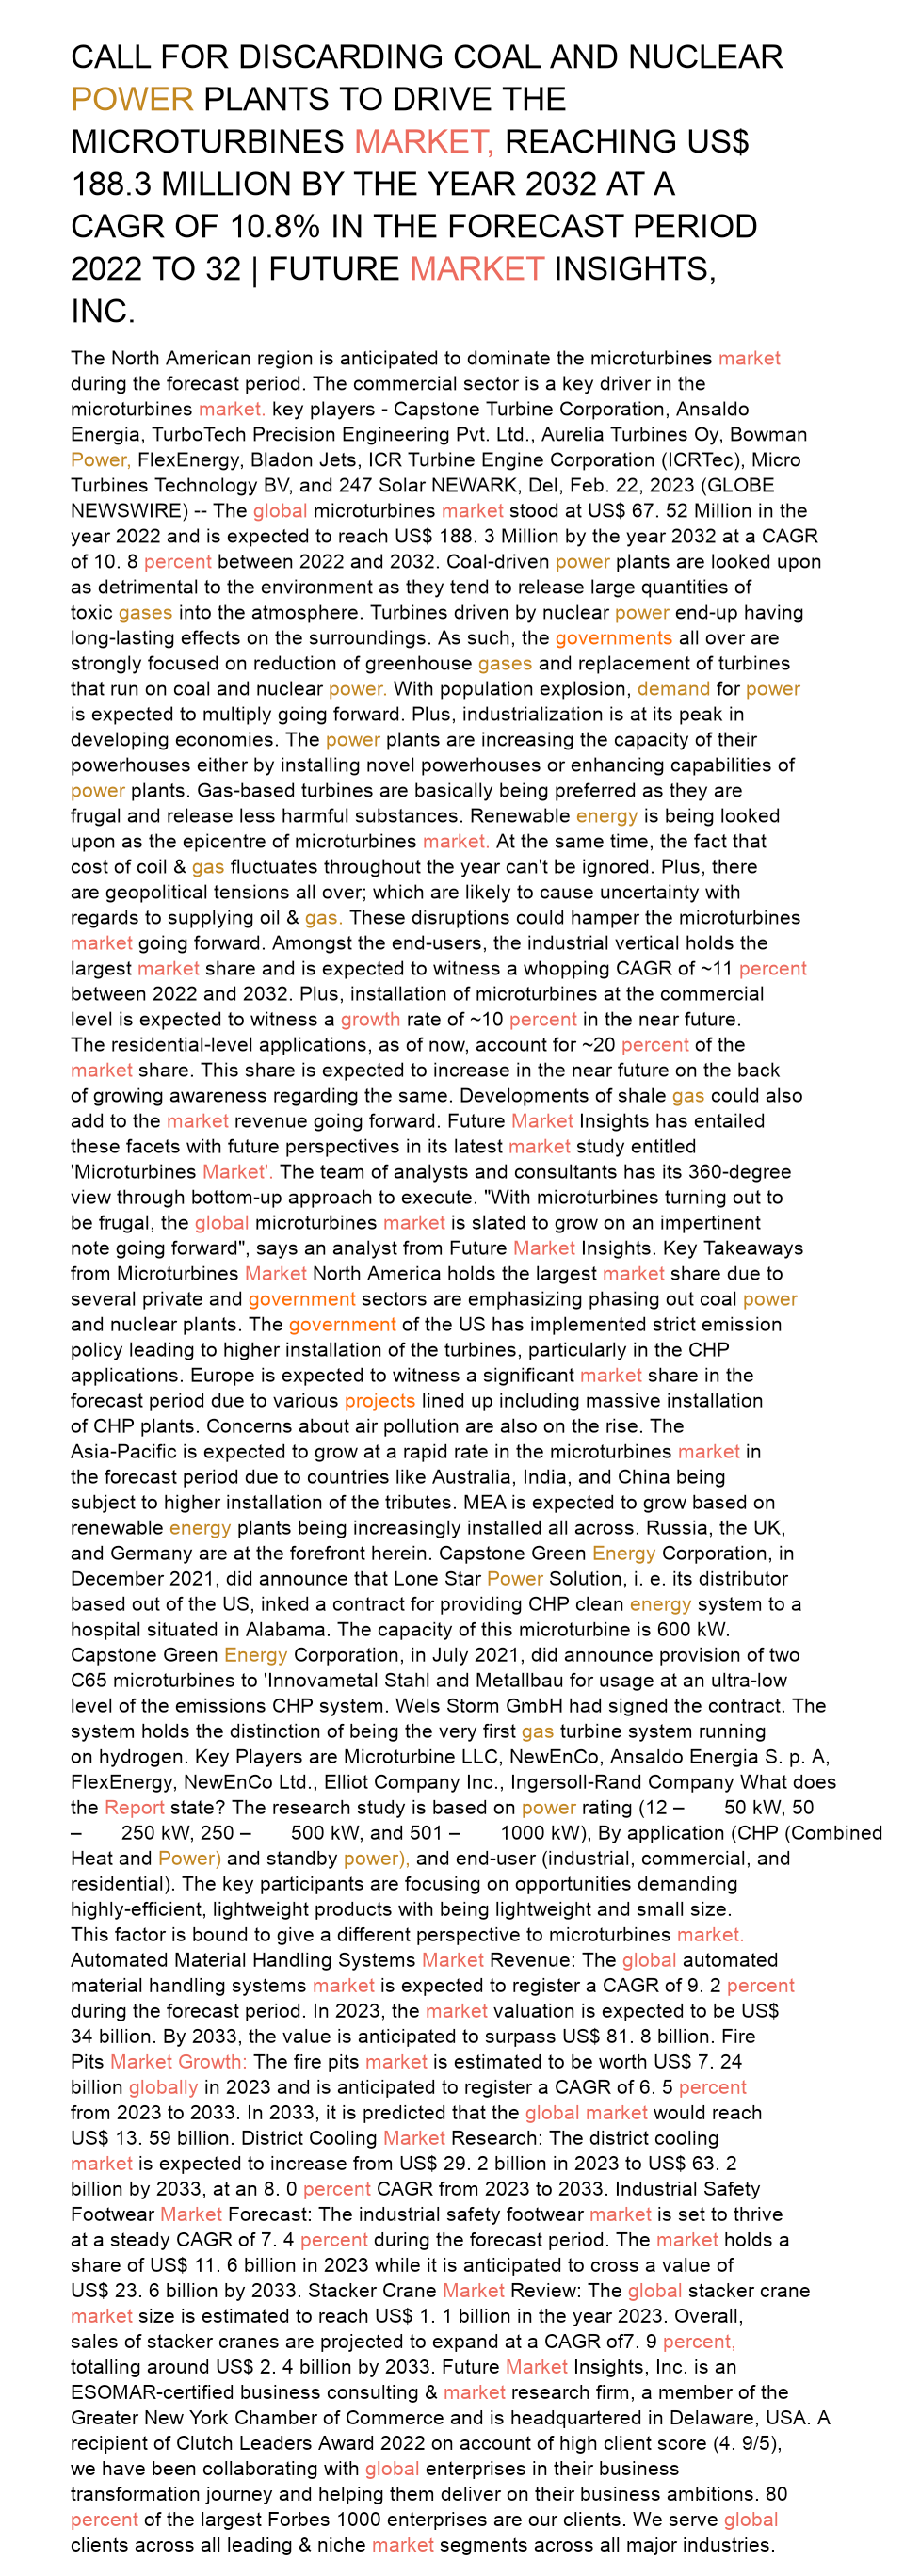 CALL FOR DISCARDING COAL AND NUCLEAR
POWER PLANTS TO DRIVE THE
MICROTURBINES MARKET, REACHING US$
188.3 MILLION BY THE YEAR 2032 AT A
CAGR OF 10.8% IN THE FORECAST PERIOD
2022 TO 32 | FUTURE MARKET INSIGHTS,
INC.
The North American region is anticipated to dominate the microturbines market
during the forecast period. The commercial sector is a key driver in the
microturbines market. key players - Capstone Turbine Corporation, Ansaldo
Energia, TurboTech Precision Engineering Pvt. Ltd., Aurelia Turbines Oy, Bowman
Power, FlexEnergy, Bladon Jets, ICR Turbine Engine Corporation (ICRTec), Micro
Turbines Technology BV, and 247 Solar NEWARK, Del, Feb. 22, 2023 (GLOBE
NEWSWIRE) -- The global microturbines market stood at US$ 67. 52 Million in the
year 2022 and is expected to reach US$ 188. 3 Million by the year 2032 at a CAGR
of 10. 8 percent between 2022 and 2032. Coal-driven power plants are looked upon
as detrimental to the environment as they tend to release large quantities of
toxic gases into the atmosphere. Turbines driven by nuclear power end-up having
long-lasting effects on the surroundings. As such, the governments all over are
strongly focused on reduction of greenhouse gases and replacement of turbines
that run on coal and nuclear power. With population explosion, demand for power
is expected to multiply going forward. Plus, industrialization is at its peak in
developing economies. The power plants are increasing the capacity of their
powerhouses either by installing novel powerhouses or enhancing capabilities of
power plants. Gas-based turbines are basically being preferred as they are
frugal and release less harmful substances. Renewable energy is being looked
upon as the epicentre of microturbines market. At the same time, the fact that
cost of coil & gas fluctuates throughout the year can't be ignored. Plus, there
are geopolitical tensions all over; which are likely to cause uncertainty with
regards to supplying oil & gas. These disruptions could hamper the microturbines
market going forward. Amongst the end-users, the industrial vertical holds the
largest market share and is expected to witness a whopping CAGR of ~11 percent
between 2022 and 2032. Plus, installation of microturbines at the commercial
level is expected to witness a growth rate of ~10 percent in the near future.
The residential-level applications, as of now, account for ~20 percent of the
market share. This share is expected to increase in the near future on the back
of growing awareness regarding the same. Developments of shale gas could also
add to the market revenue going forward. Future Market Insights has entailed
these facets with future perspectives in its latest market study entitled
'Microturbines Market'. The team of analysts and consultants has its 360-degree
view through bottom-up approach to execute. "With microturbines turning out to
be frugal, the global microturbines market is slated to grow on an impertinent
note going forward", says an analyst from Future Market Insights. Key Takeaways
from Microturbines Market North America holds the largest market share due to
several private and government sectors are emphasizing phasing out coal power
and nuclear plants. The government of the US has implemented strict emission
policy leading to higher installation of the turbines, particularly in the CHP
applications. Europe is expected to witness a significant market share in the
forecast period due to various projects lined up including massive installation
of CHP plants. Concerns about air pollution are also on the rise. The
Asia-Pacific is expected to grow at a rapid rate in the microturbines market in
the forecast period due to countries like Australia, India, and China being
subject to higher installation of the tributes. MEA is expected to grow based on
renewable energy plants being increasingly installed all across. Russia, the UK,
and Germany are at the forefront herein. Capstone Green Energy Corporation, in
December 2021, did announce that Lone Star Power Solution, i. e. its distributor
based out of the US, inked a contract for providing CHP clean energy system to a
hospital situated in Alabama. The capacity of this microturbine is 600 kW.
Capstone Green Energy Corporation, in July 2021, did announce provision of two
C65 microturbines to 'Innovametal Stahl and Metallbau for usage at an ultra-low
level of the emissions CHP system. Wels Storm GmbH had signed the contract. The
system holds the distinction of being the very first gas turbine system running
on hydrogen. Key Players are Microturbine LLC, NewEnCo, Ansaldo Energia S. p. A,
FlexEnergy, NewEnCo Ltd., Elliot Company Inc., Ingersoll-Rand Company What does
the Report state? The research study is based on power rating (12 – 50 kW, 50
– 250 kW, 250 – 500 kW, and 501 – 1000 kW), By application (CHP (Combined
Heat and Power) and standby power), and end-user (industrial, commercial, and
residential). The key participants are focusing on opportunities demanding
highly-efficient, lightweight products with being lightweight and small size.
This factor is bound to give a different perspective to microturbines market.
Automated Material Handling Systems Market Revenue: The global automated
material handling systems market is expected to register a CAGR of 9. 2 percent
during the forecast period. In 2023, the market valuation is expected to be US$
34 billion. By 2033, the value is anticipated to surpass US$ 81. 8 billion. Fire
Pits Market Growth: The fire pits market is estimated to be worth US$ 7. 24
billion globally in 2023 and is anticipated to register a CAGR of 6. 5 percent
from 2023 to 2033. In 2033, it is predicted that the global market would reach
US$ 13. 59 billion. District Cooling Market Research: The district cooling
market is expected to increase from US$ 29. 2 billion in 2023 to US$ 63. 2
billion by 2033, at an 8. 0 percent CAGR from 2023 to 2033. Industrial Safety
Footwear Market Forecast: The industrial safety footwear market is set to thrive
at a steady CAGR of 7. 4 percent during the forecast period. The market holds a
share of US$ 11. 6 billion in 2023 while it is anticipated to cross a value of
US$ 23. 6 billion by 2033. Stacker Crane Market Review: The global stacker crane
market size is estimated to reach US$ 1. 1 billion in the year 2023. Overall,
sales of stacker cranes are projected to expand at a CAGR of7. 9 percent,
totalling around US$ 2. 4 billion by 2033. Future Market Insights, Inc. is an
ESOMAR-certified business consulting & market research firm, a member of the
Greater New York Chamber of Commerce and is headquartered in Delaware, USA. A
recipient of Clutch Leaders Award 2022 on account of high client score (4. 9/5),
we have been collaborating with global enterprises in their business
transformation journey and helping them deliver on their business ambitions. 80
percent of the largest Forbes 1000 enterprises are our clients. We serve global
clients across all leading & niche market segments across all major industries.